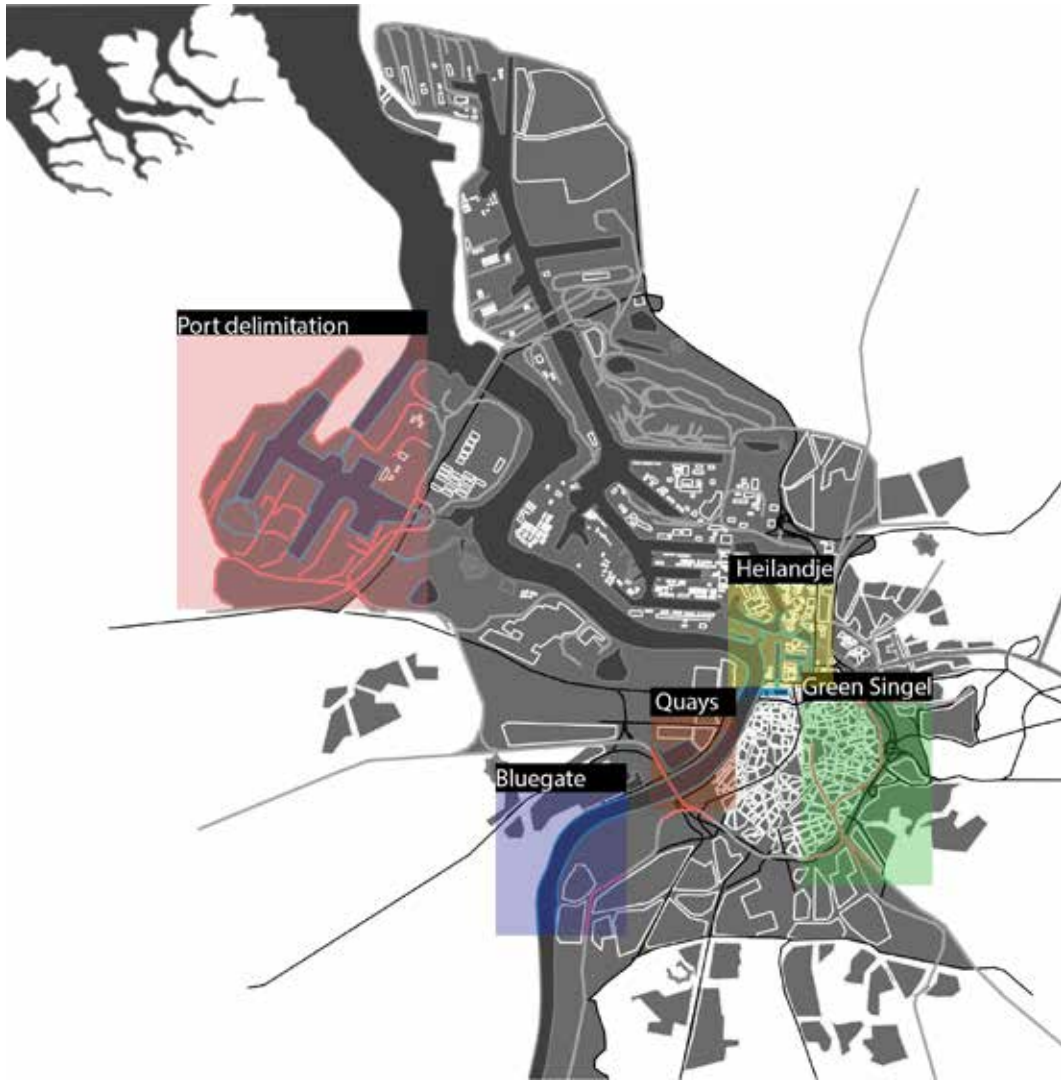 Port delimitation
Heilandje
Green Singel
Quays
Bluegate